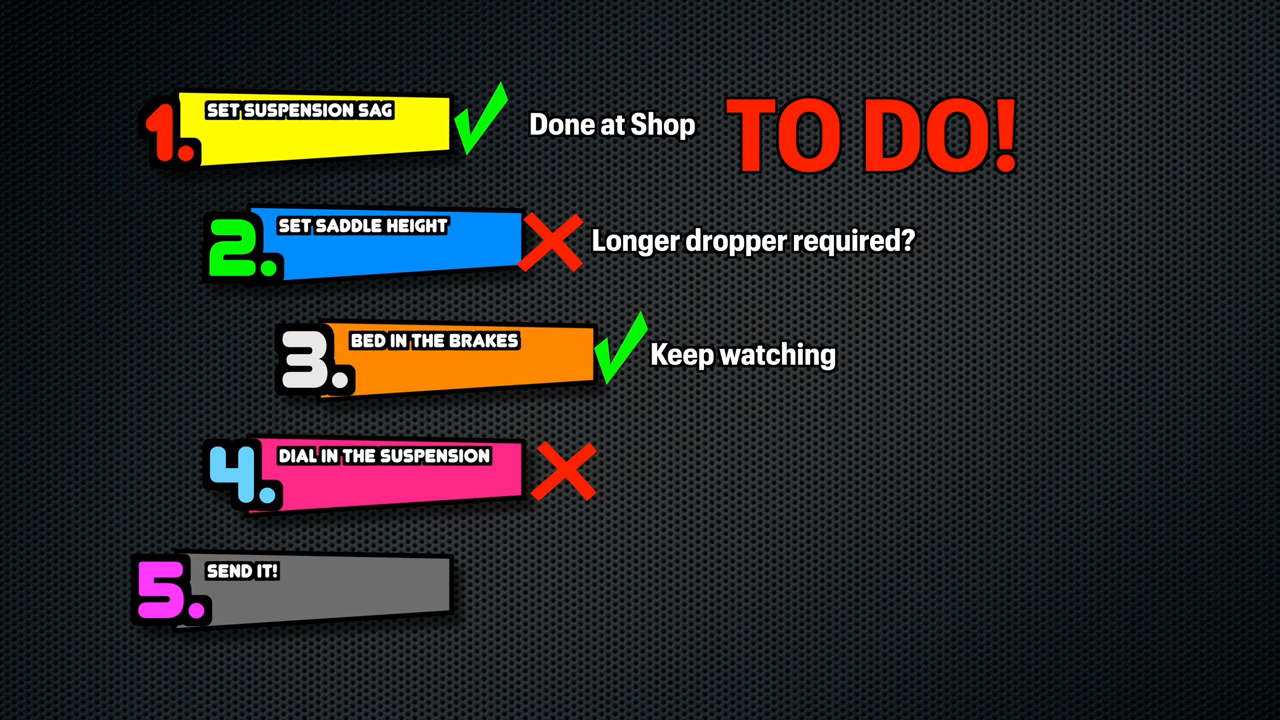 TO DO!
1. SET SUSPENSION SAG Done at Shop
2. SET SADDLE HEIGHT Longer dropper required?
3. BED IN THE BRAKES Keep watching
4. DIAL IN THE SUSPENSION
5. SEND IT!